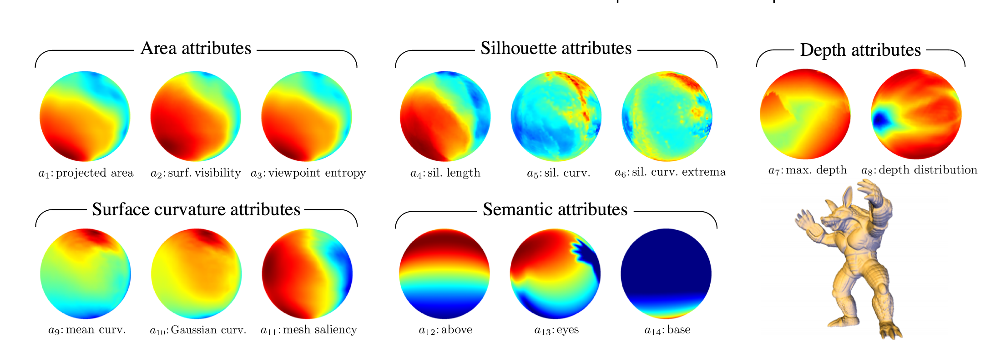 Area attributes
Silhouette attributes
Depth attributes
a₁: projected area
a₂: surf. visibility
a₃: viewpoint entropy
a₄: sil. length
a₅: sil. curv.
a₆: sil. curv. extrema
a₇: max. depth
a₈: depth distribution
Surface curvature attributes
Semantic attributes
a₉: mean curv.
a₁₀: Gaussian curv.
a₁₁: mesh saliency
a₁₂: above
a₁₃: eyes
a₁₄: base